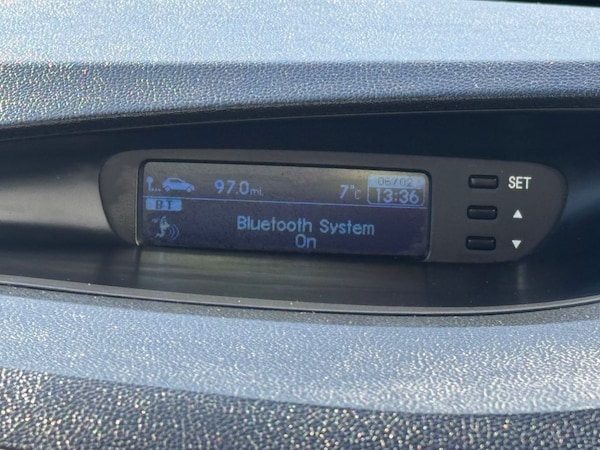 97.0mi. 7°c 06/02
13:36
BT
Bluetooth System
On
SET